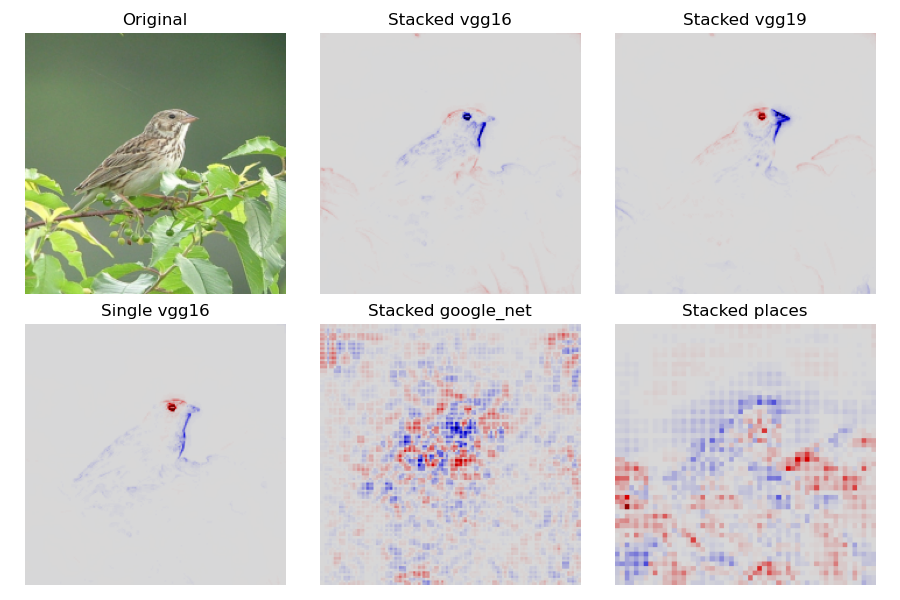 Original
Stacked vgg16
Stacked vgg19
Single vgg16
Stacked google_net
Stacked places